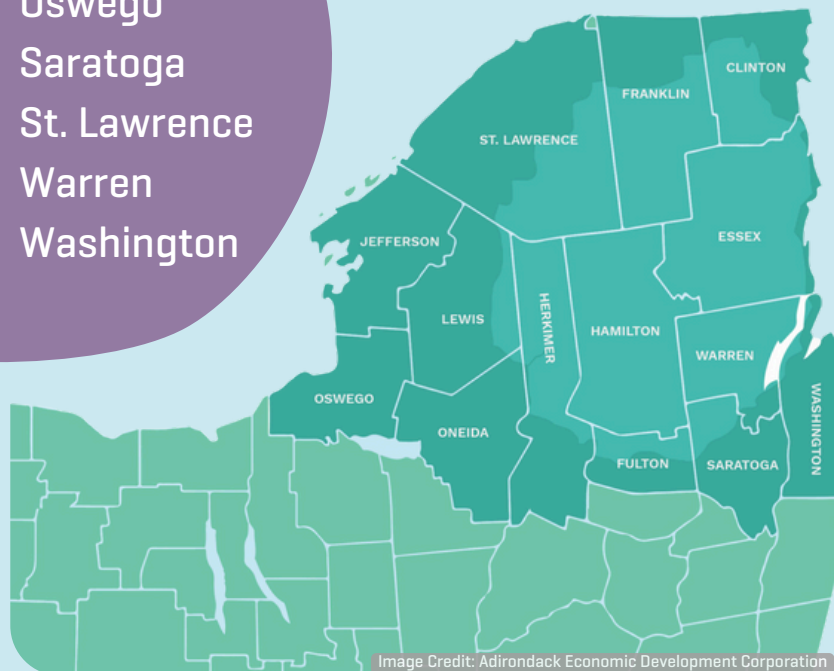 Oswego
Saratoga
St. Lawrence
Warren
Washington
CLINTON
FRANKLIN
ST. LAWRENCE
ESSEX
JEFFERSON
LEWIS
HERKIMER
HAMILTON
WARREN
OSWEGO
ONEIDA
WASHINGTON
FULTON
SARATOGA
Image Credit: Adirondack Economic Development Corporation